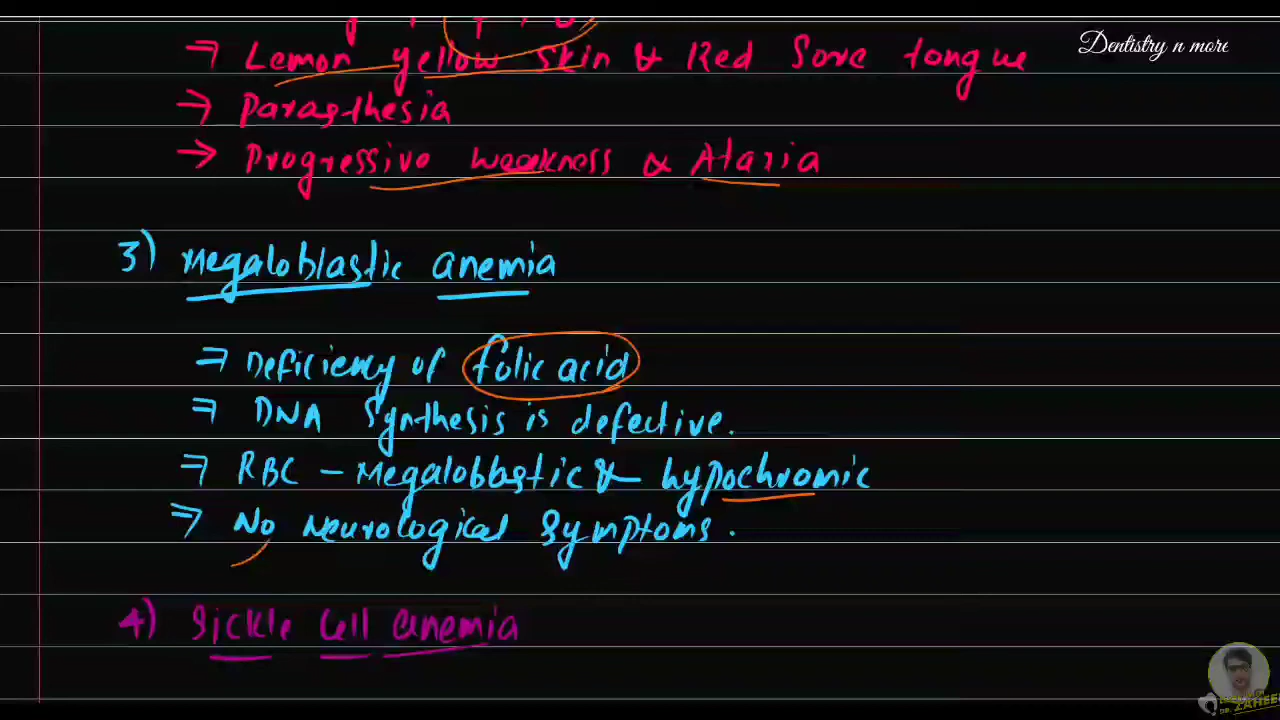 Dentistry n more
→ Lemon yellow skin & Red Sore tongue
→ Parasthesia
→ Progressive weakness & Ataxia
3) Megaloblastic anemia
⇒ Deficiency of folic acid
⇒ DNA Synthesis is defective.
⇒ RBC - Megaloblastic & hypochromic
⇒ No Neurological Symptoms.
4) Sickle Cell anemia